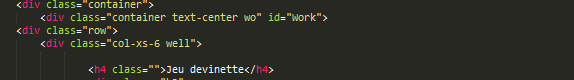 <div class="container">
<div class="container text-center wo" id="Work">
<div class="row">
<div class="col-xs-6 well">
<h4 class="">Jeu devinette</h4>